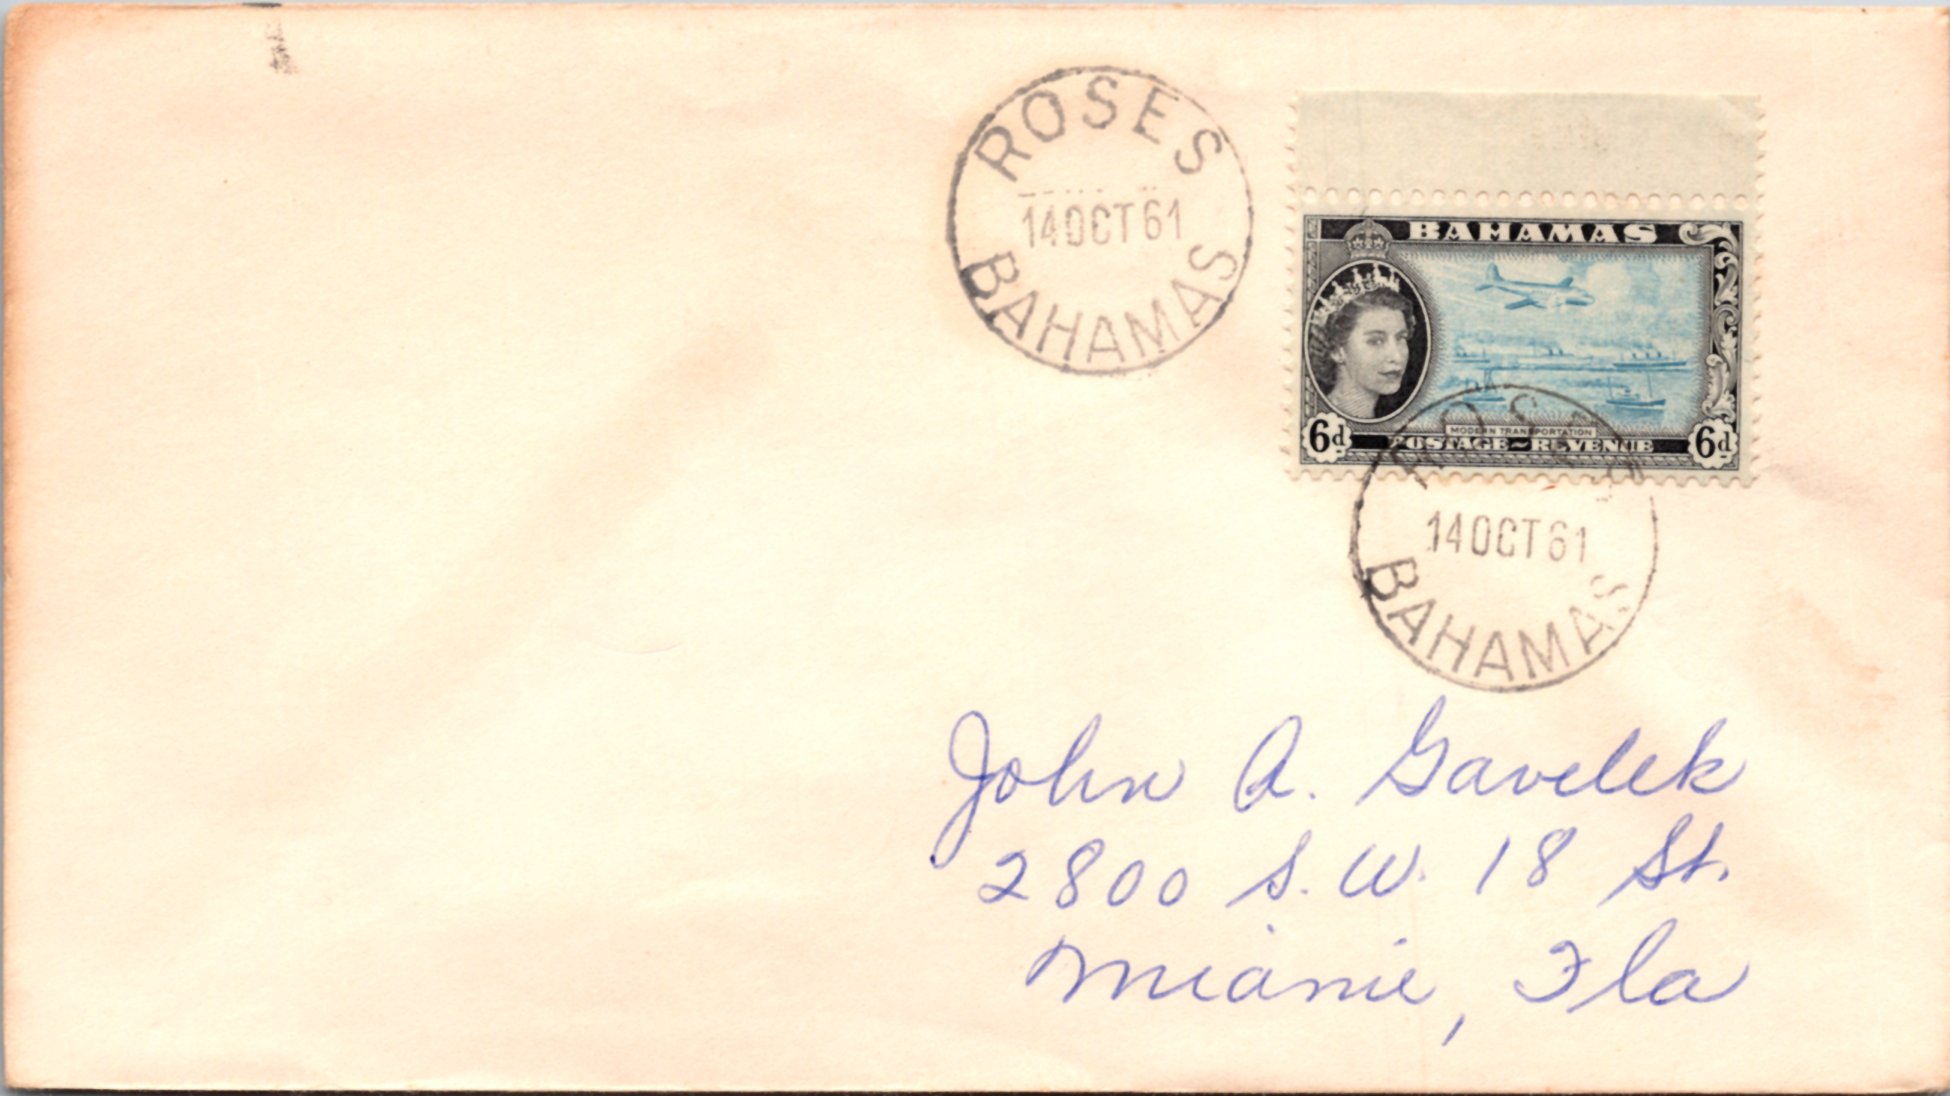 ROSES
14 OCT 61
BAHAMAS
BAHAMAS
MODERN TRANSPORTATION
6d POSTAGE~REVENUE 6d
ROSES
14 OCT 61
BAHAMAS
John A. Gavelek
2800 S.W. 18 St.
Miami, Fla